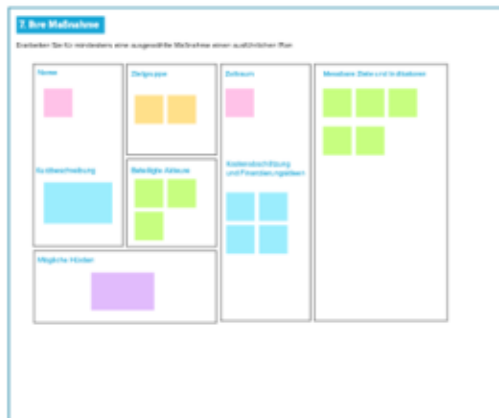 7. Ihre Maßnahme
Erarbeiten Sie für mindestens eine ausgewählte Maßnahme einen ausführlichen Plan
Name
Zielgruppe
Zeitraum
Messbare Ziele und Indikatoren
Kurzbeschreibung
Beteiligte Akteure
Kostenabschätzung
und Finanzierungsideen
Mögliche Hürden